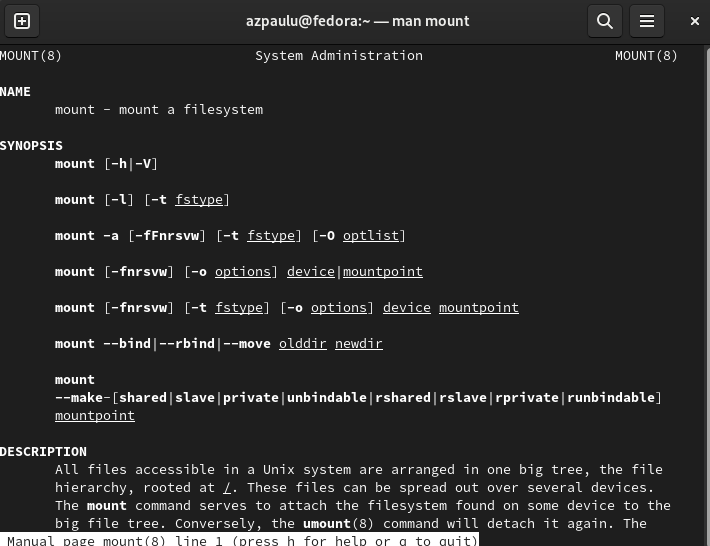 azpaulu@fedora:~ — man mount
MOUNT(8) System Administration MOUNT(8)
NAME
mount - mount a filesystem
SYNOPSIS
mount [-h|-V]
mount [-l] [-t fstype]
mount -a [-fFnrsvw] [-t fstype] [-O optlist]
mount [-fnrsvw] [-o options] device|mountpoint
mount [-fnrsvw] [-t fstype] [-o options] device mountpoint
mount --bind|--rbind|--move olddir newdir
mount
--make-[shared|slave|private|unbindable|rshared|rslave|rprivate|runbindable]
mountpoint
DESCRIPTION
All files accessible in a Unix system are arranged in one big tree, the file
hierarchy, rooted at /. These files can be spread out over several devices.
The mount command serves to attach the filesystem found on some device to the
big file tree. Conversely, the umount(8) command will detach it again. The
Manual page mount(8) line 1 (press h for help or q to quit)